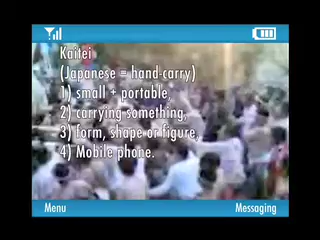 Kaitei
(Japanese = hand-carry)
1) small + portable,
2) carrying something,
3) form, shape or figure,
4) Mobile phone.
Menu
Messaging